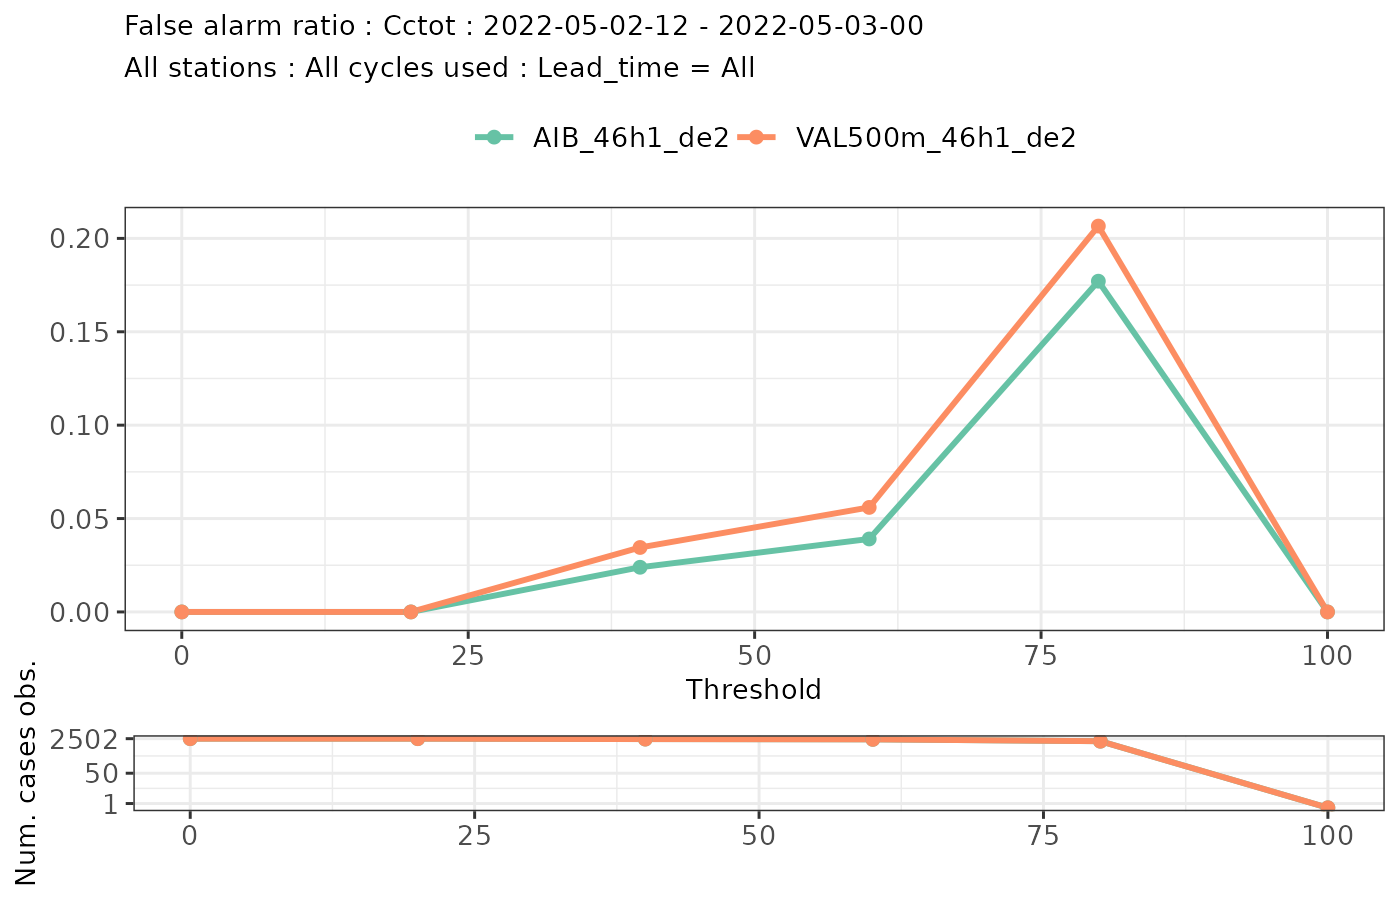 False alarm ratio : Cctot : 2022-05-02-12 - 2022-05-03-00
All stations : All cycles used : Lead_time = All
AIB_46h1_de2 VAL500m_46h1_de2
0.20
0.15
0.10
0.05
0.00
0 25 50 75 100
Threshold
Num. cases obs.
2502
50
1
0 25 50 75 100